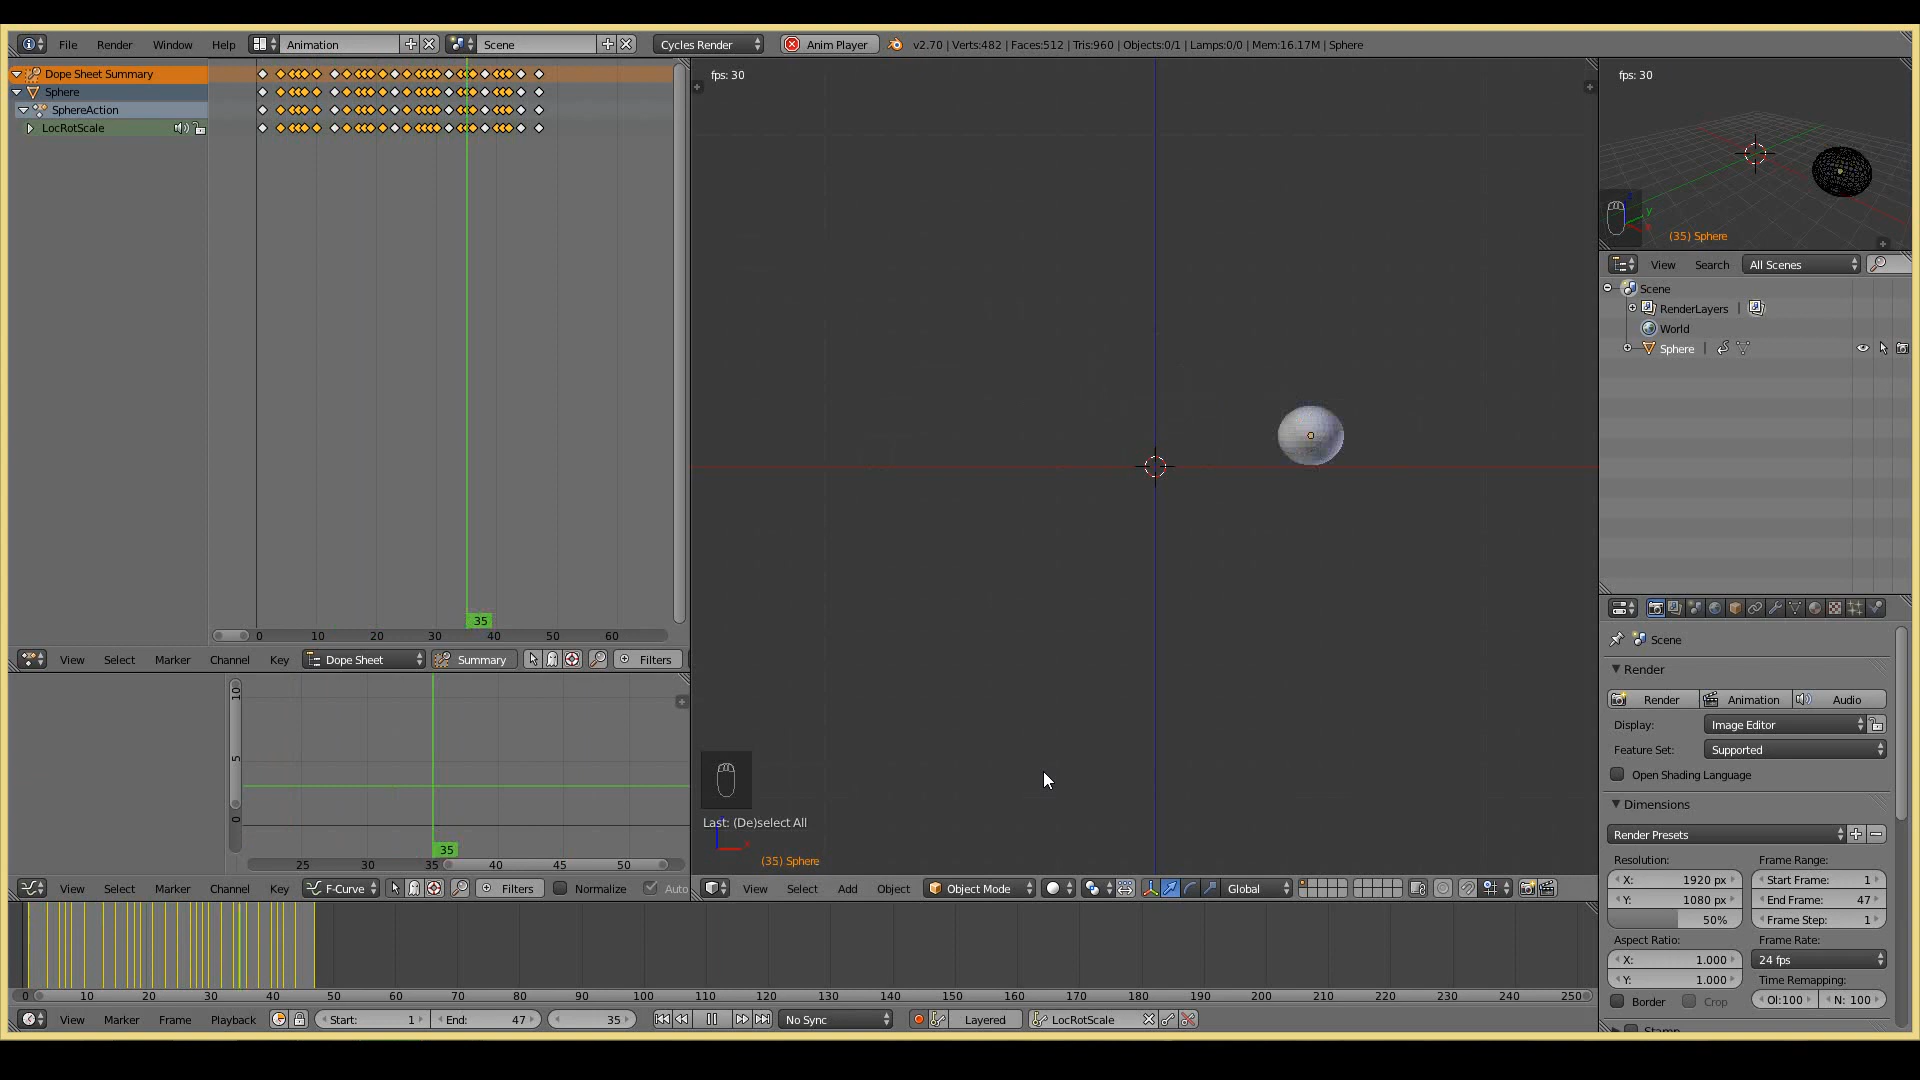 File Render Window Help Animation Scene Cycles Render Anim Player v2.70 | Verts:482 | Faces:512 | Tris:960 | Objects:0/1 | Lamps:0/0 | Mem:16.17M | Sphere
Dope Sheet Summary
Sphere
SphereAction
LocRotScale
35
0 10 20 30 40 50 60
View Select Marker Channel Key Dope Sheet Summary Filters
10
5
0
35
25 30 35 40 45 50
View Select Marker Channel Key F-Curve Filters Normalize Auto
fps: 30
Last: (De)select All
(35) Sphere
View Select Add Object Object Mode Global
fps: 30
y
(35) Sphere
View Search All Scenes
Scene
RenderLayers |
World
Sphere |
Scene
Render
Render Animation Audio
Display: Image Editor
Feature Set: Supported
Open Shading Language
Dimensions
Render Presets
Resolution: Frame Range:
X: 1920 px Start Frame: 1
Y: 1080 px End Frame: 47
50% Frame Step: 1
Aspect Ratio: Frame Rate:
X: 1.000 24 fps
Y: 1.000 Time Remapping:
Border Crop Ol:100 N: 100
Stamp
0 10 20 30 40 50 60 70 80 90 100 110 120 130 140 150 160 170 180 190 200 210 220 230 240 250
View Marker Frame Playback Start: 1 End: 47 35 No Sync Layered LocRotScale